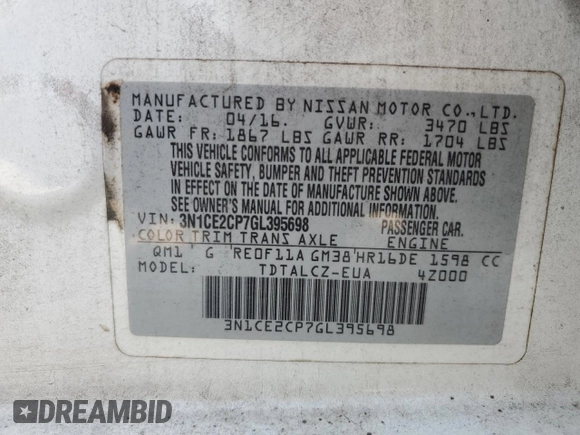 MANUFACTURED BY NISSAN MOTOR CO.,LTD.
DATE: 04/16. GVWR: 3470 LBS
GAWR FR: 1867 LBS GAWR RR: 1704 LBS
THIS VEHICLE CONFORMS TO ALL APPLICABLE FEDERAL MOTOR
VEHICLE SAFETY, BUMPER AND THEFT PREVENTION STANDARDS
IN EFFECT ON THE DATE OF MANUFACTURE SHOWN ABOVE.
SEE OWNER'S MANUAL FOR ADDITIONAL INFORMATION
VIN: 3N1CE2CP7GL395698 PASSENGER CAR.
COLOR TRIM TRANS AXLE ENGINE
QM1 G RE0F11A GM38 HR16DE 1598 CC
MODEL: TDTALCZ-EUA 4Z000
3N1CE2CP7GL395698
DREAMBID